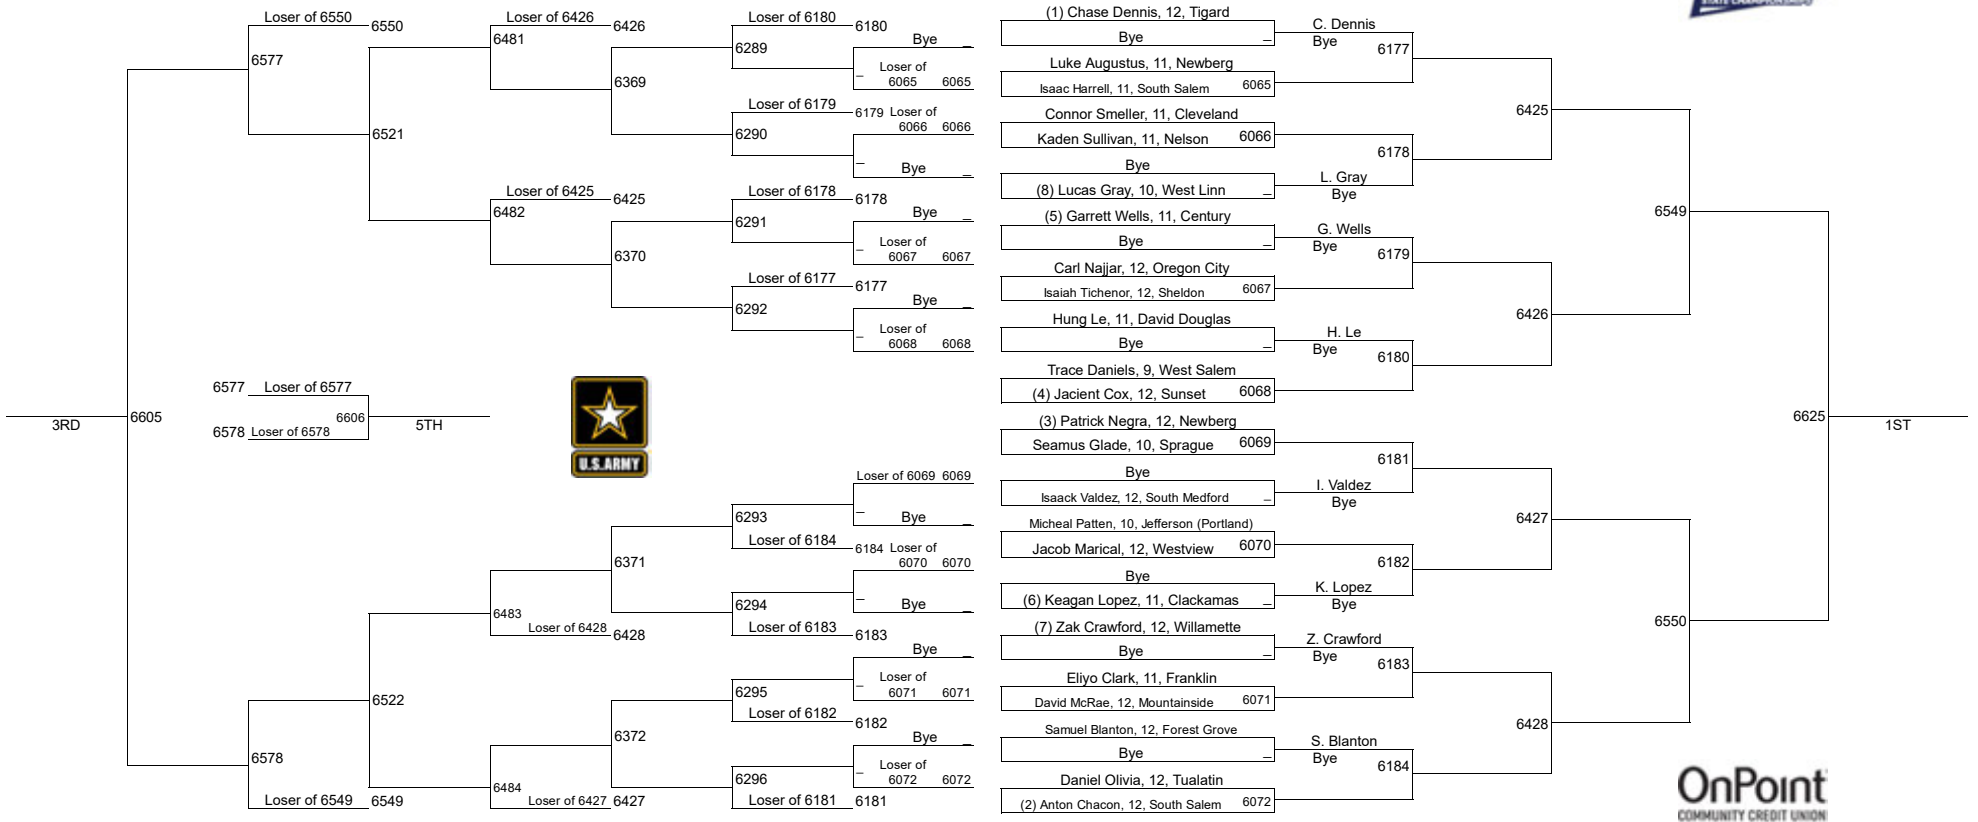 Loser of 6550
6550
6577
Loser of 6426
6426
6481
6369
6521
Loser of 6180
6180
6289
Bye _
_ Loser of
6065 6065
Loser of 6179
6179 Loser of
6066 6066
6290
_ Bye _
Loser of 6425
6425
6482
6370
Loser of 6178
6178
6291
Bye _
_ Loser of
6067 6067
Loser of 6177
6177
6292
Bye _
_ Loser of
6068 6068
6577 Loser of 6577
6606
6578 Loser of 6578
3RD
6605
5TH
U.S.ARMY
Loser of 6069 6069
6293
_ Bye _
Loser of 6184
6184 Loser of
6070 6070
6371
6294
_ Bye _
Loser of 6183
6183
6483
Loser of 6428
6428
6522
Bye _
_ Loser of
6071 6071
6295
Loser of 6182
6182
6372
Bye _
_ Loser of
6072 6072
6296
Loser of 6181
6181
6484
Loser of 6427
6427
6578
Loser of 6549
6549
(1) Chase Dennis, 12, Tigard
Bye _
Luke Augustus, 11, Newberg
Isaac Harrell, 11, South Salem 6065
Connor Smeller, 11, Cleveland
Kaden Sullivan, 11, Nelson 6066
Bye
(8) Lucas Gray, 10, West Linn _
(5) Garrett Wells, 11, Century
Bye _
Carl Najjar, 12, Oregon City
Isaiah Tichenor, 12, Sheldon 6067
Hung Le, 11, David Douglas
Bye _
Trace Daniels, 9, West Salem
(4) Jacient Cox, 12, Sunset 6068
(3) Patrick Negra, 12, Newberg
Seamus Glade, 10, Sprague 6069
Bye
Isaack Valdez, 12, South Medford _
Micheal Patten, 10, Jefferson (Portland)
Jacob Marical, 12, Westview 6070
Bye
(6) Keagan Lopez, 11, Clackamas _
(7) Zak Crawford, 12, Willamette
Bye _
Eliyo Clark, 11, Franklin
David McRae, 12, Mountainside 6071
Samuel Blanton, 12, Forest Grove
Bye _
Daniel Olivia, 12, Tualatin
(2) Anton Chacon, 12, South Salem 6072
C. Dennis
Bye
6177
6178
L. Gray
Bye
G. Wells
Bye
6179
H. Le
Bye
6180
6181
I. Valdez
Bye
6182
K. Lopez
Bye
Z. Crawford
Bye
6183
S. Blanton
Bye
6184
6425
6426
6427
6428
6549
6550
6625
1ST
STATE CHAMPIONSHIPS
OnPoint
COMMUNITY CREDIT UNION